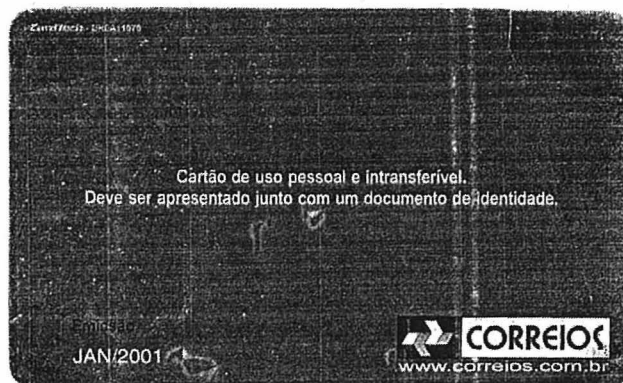 Cartão de uso pessoal e intransferível.
Deve ser apresentado junto com um documento de identidade.
Emissão
JAN/2001
CORREIOS
www.correios.com.br